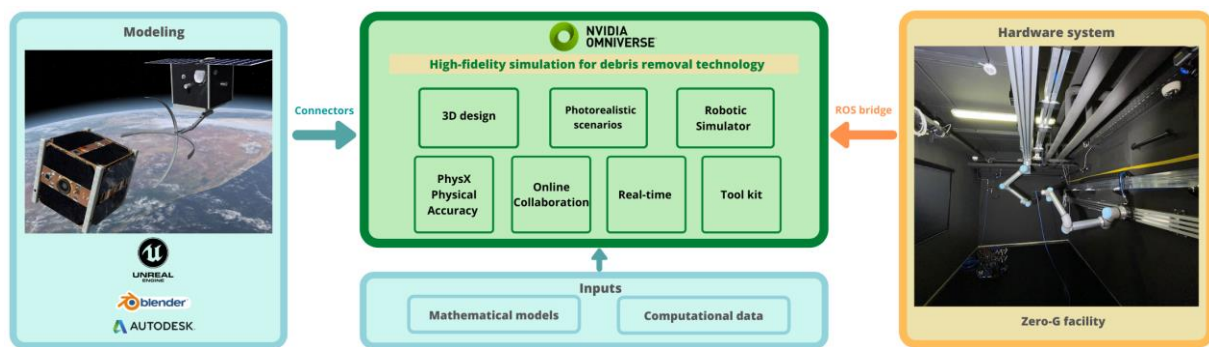 Modeling
UNREAL
ENGINE
blender
AUTODESK.
Connectors
NVIDIA
OMNIVERSE
High-fidelity simulation for debris removal technology
3D design
Photorealistic
scenarios
Robotic
Simulator
PhysX
Physical
Accuracy
Online
Collaboration
Real-time
Tool kit
Inputs
Mathematical models
Computational data
ROS bridge
Hardware system
Zero-G facility